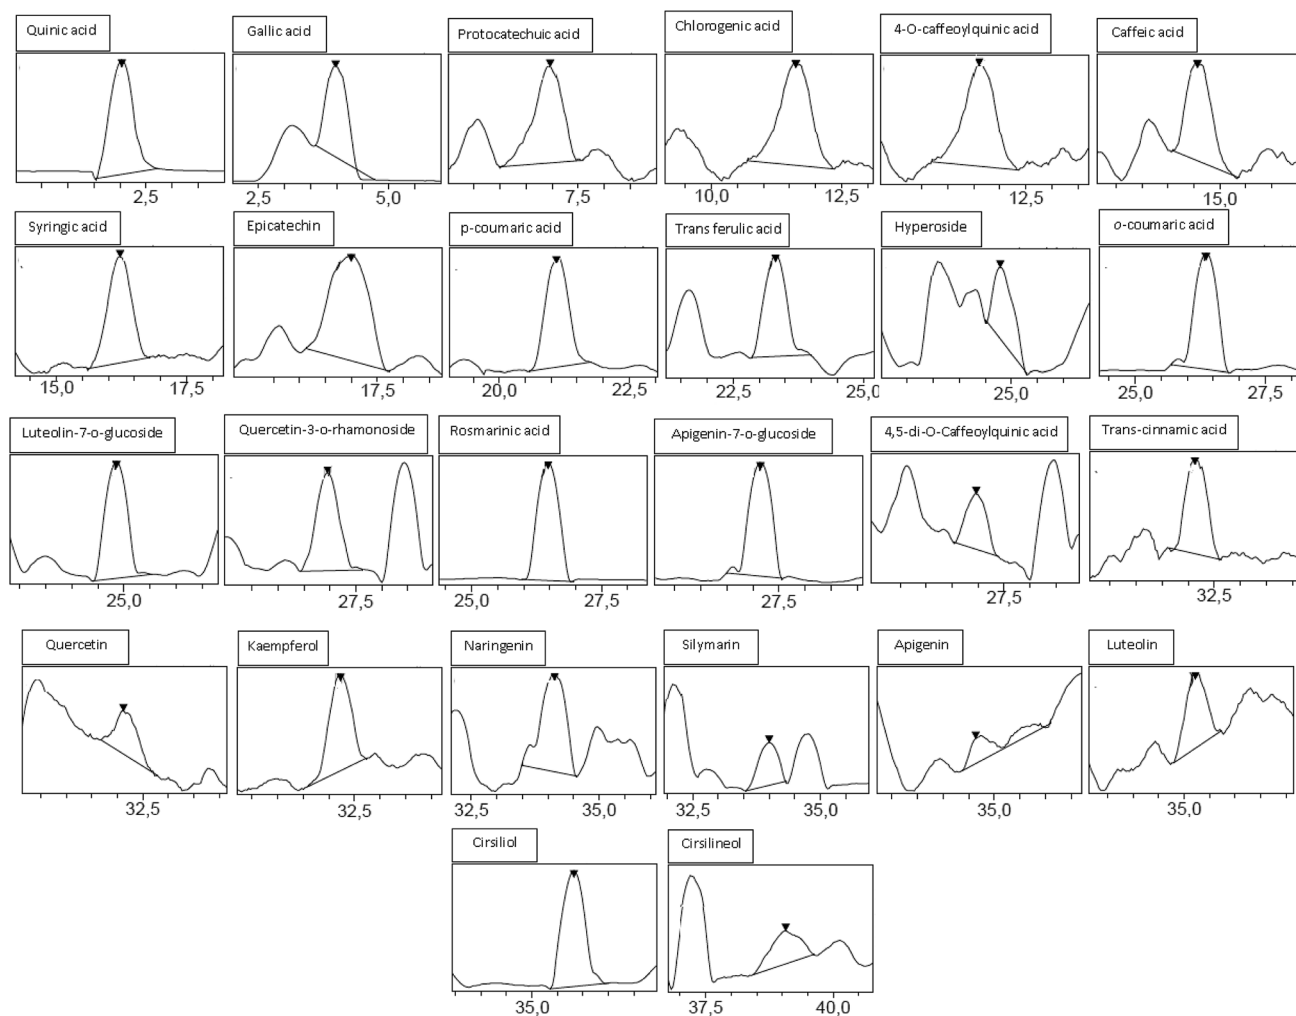 Quinic acid
Gallic acid
Protocatechuic acid
Chlorogenic acid
4-O-caffeoylquinic acid
Caffeic acid
2,5
2,5 5,0
7,5
10,0 12,5
12,5
15,0
Syringic acid
Epicatechin
p-coumaric acid
Trans ferulic acid
Hyperoside
o-coumaric acid
15,0 17,5
17,5
20,0 22,5
22,5 25,0
25,0
25,0 27,5
Luteolin-7-o-glucoside
Quercetin-3-o-rhamonoside
Rosmarinic acid
Apigenin-7-o-glucoside
4,5-di-O-Caffeoylquinic acid
Trans-cinnamic acid
25,0
27,5
25,0 27,5
27,5
27,5
32,5
Quercetin
Kaempferol
Naringenin
Silymarin
Apigenin
Luteolin
32,5
32,5
32,5 35,0
32,5 35,0
35,0
35,0
Cirsiliol
Cirsilineol
35,0
37,5 40,0